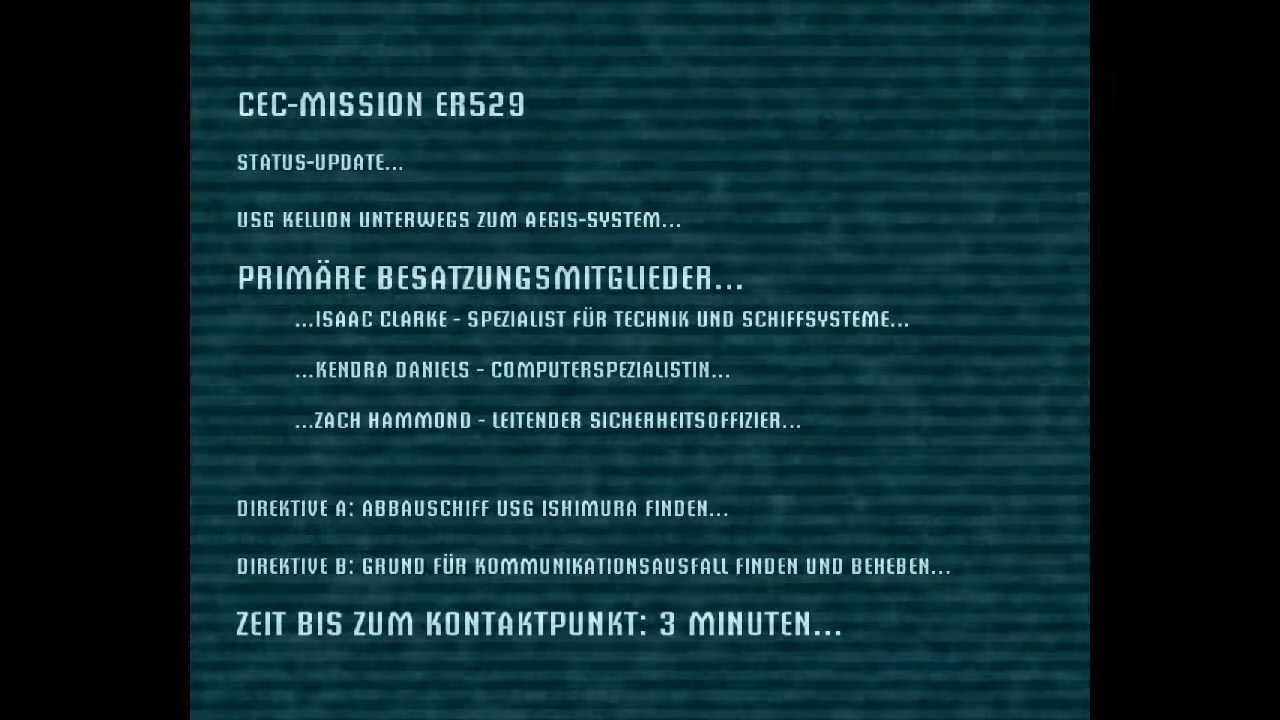 CEC-MISSION ER529
STATUS-UPDATE...
USG KELLION UNTERWEGS ZUM AEGIS-SYSTEM...
PRIMÄRE BESATZUNGSMITGLIEDER...
...ISAAC CLARKE - SPEZIALIST FÜR TECHNIK UND SCHIFFSYSTEME...
...KENDRA DANIELS - COMPUTERSPEZIALISTIN...
...ZACH HAMMOND - LEITENDER SICHERHEITSOFFIZIER...
DIREKTIVE A: ABBAUSCHIFF USG ISHIMURA FINDEN...
DIREKTIVE B: GRUND FÜR KOMMUNIKATIONSAUSFALL FINDEN UND BEHEBEN...
ZEIT BIS ZUM KONTAKTPUNKT: 3 MINUTEN...